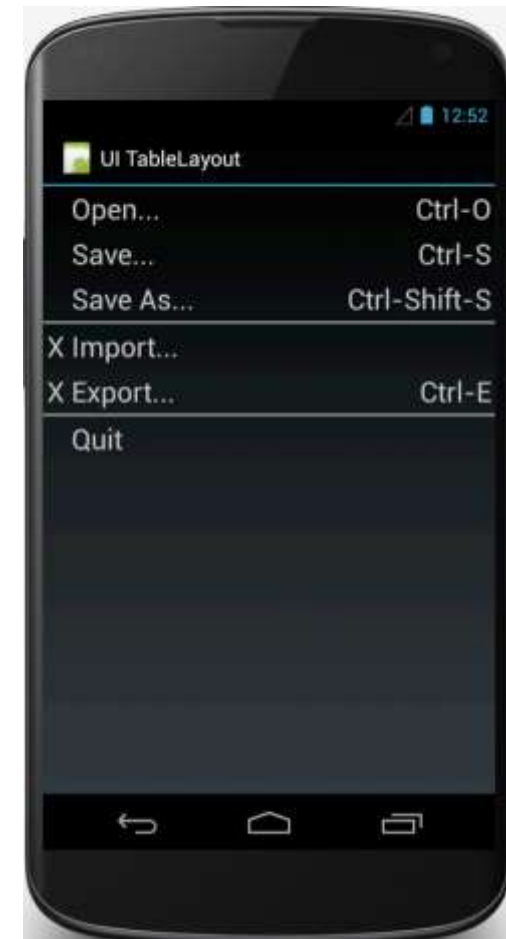 12:52
UI TableLayout
Open... Ctrl-O
Save... Ctrl-S
Save As... Ctrl-Shift-S
X Import...
X Export... Ctrl-E
Quit